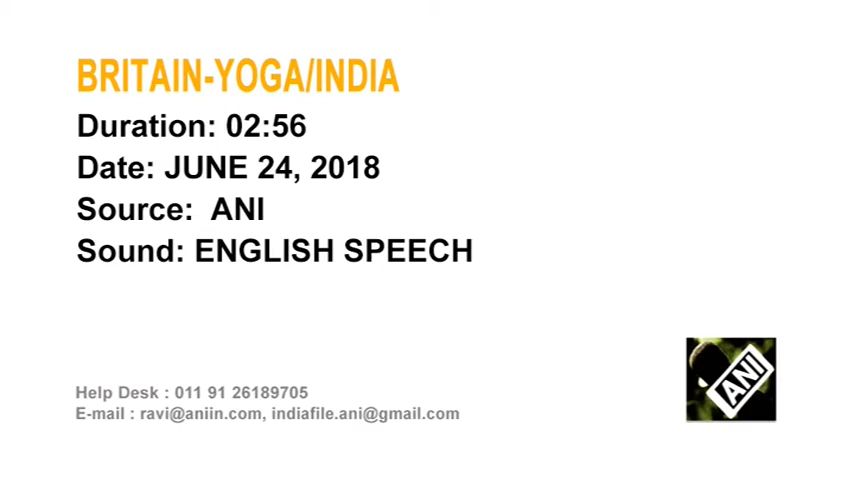 BRITAIN-YOGA/INDIA
Duration: 02:56
Date: JUNE 24, 2018
Source: ANI
Sound: ENGLISH SPEECH
Help Desk : 011 91 26189705
E-mail : ravi@aniin.com, indiafile.ani@gmail.com
ANI